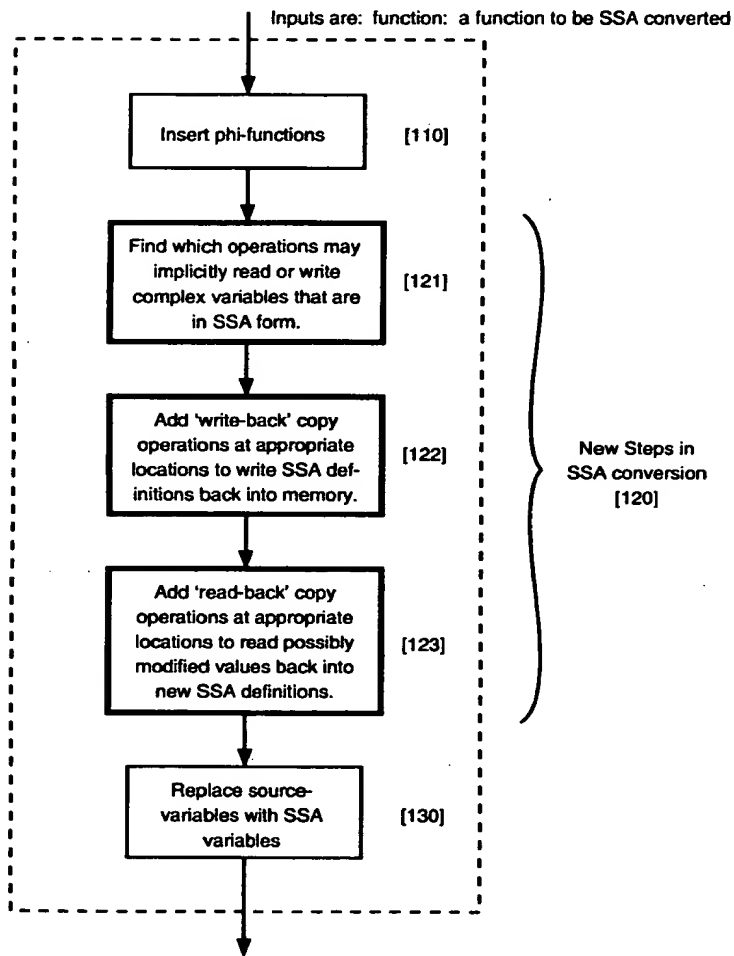 Inputs are: function: a function to be SSA converted
Insert phi-functions
[110]
Find which operations may
implicitly read or write
complex variables that are
in SSA form.
[121]
Add 'write-back' copy
operations at appropriate
locations to write SSA def-
initions back into memory.
[122]
New Steps in
SSA conversion
[120]
Add 'read-back' copy
operations at appropriate
locations to read possibly
modified values back into
new SSA definitions.
[123]
Replace source-
variables with SSA
variables
[130]